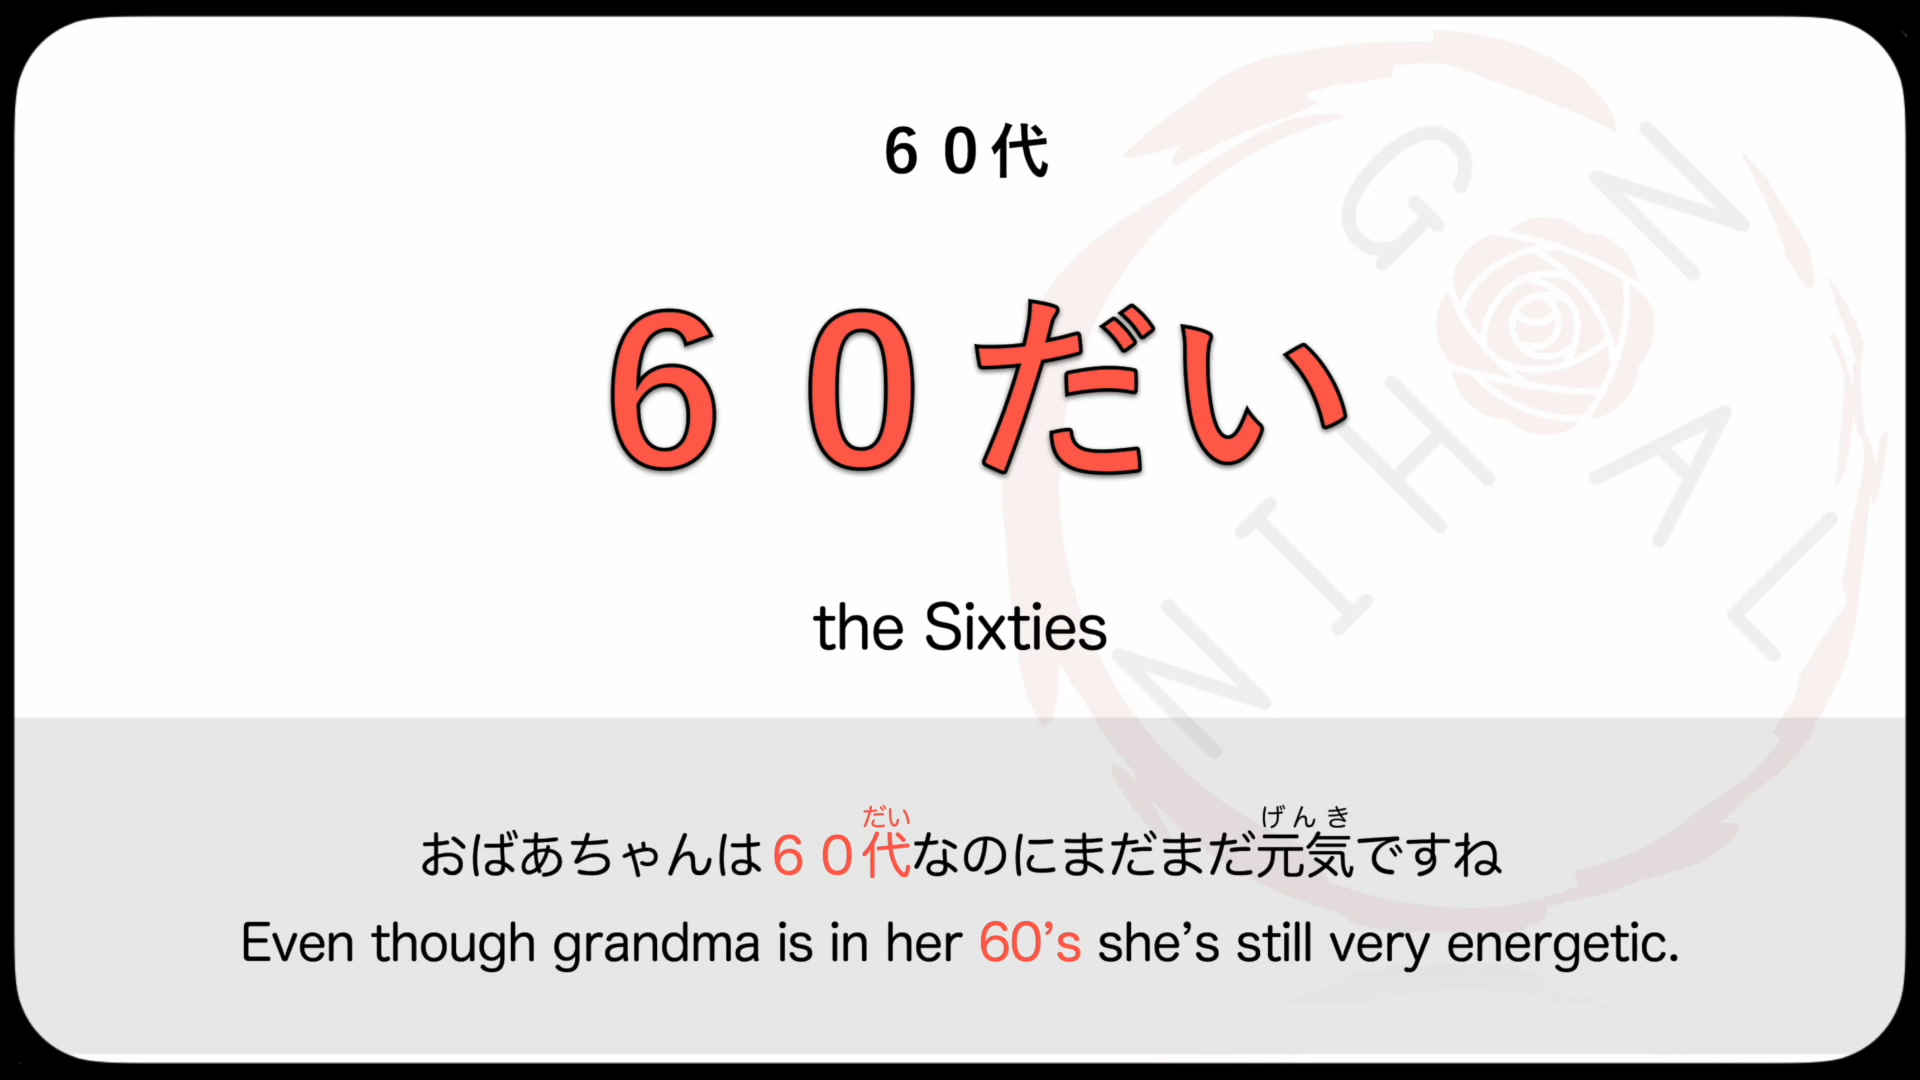 ６０代
６０だい
the Sixties
だい げんき
おばあちゃんは６０代なのにまだまだ元気ですね
Even though grandma is in her 60’s she’s still very energetic.
NIHONGO